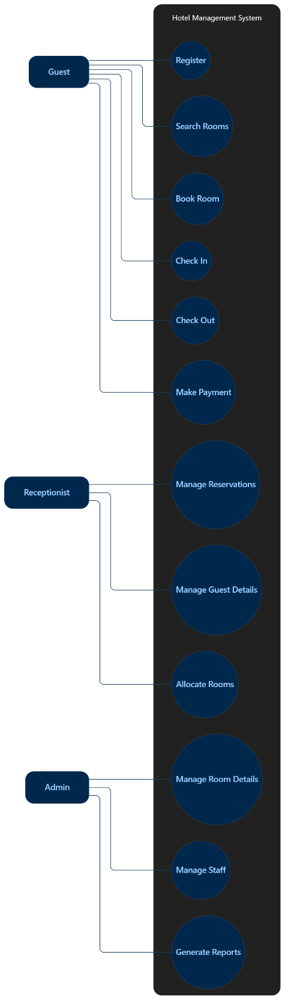 Hotel Management System
Guest
Register
Search Rooms
Book Room
Check In
Check Out
Make Payment
Receptionist
Manage Reservations
Manage Guest Details
Allocate Rooms
Admin
Manage Room Details
Manage Staff
Generate Reports